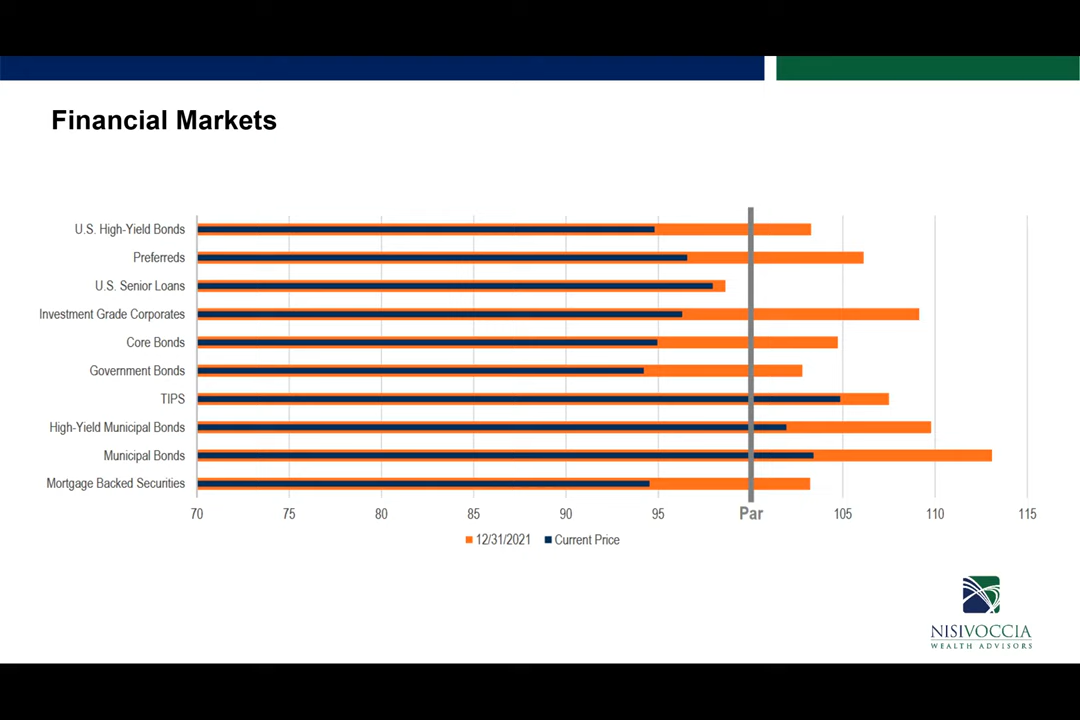 Financial Markets
U.S. High-Yield Bonds
Preferreds
U.S. Senior Loans
Investment Grade Corporates
Core Bonds
Government Bonds
TIPS
High-Yield Municipal Bonds
Municipal Bonds
Mortgage Backed Securities
70 75 80 85 90 95 Par 105 110 115
12/31/2021 Current Price
NISIVOCCIA
WEALTH ADVISORS